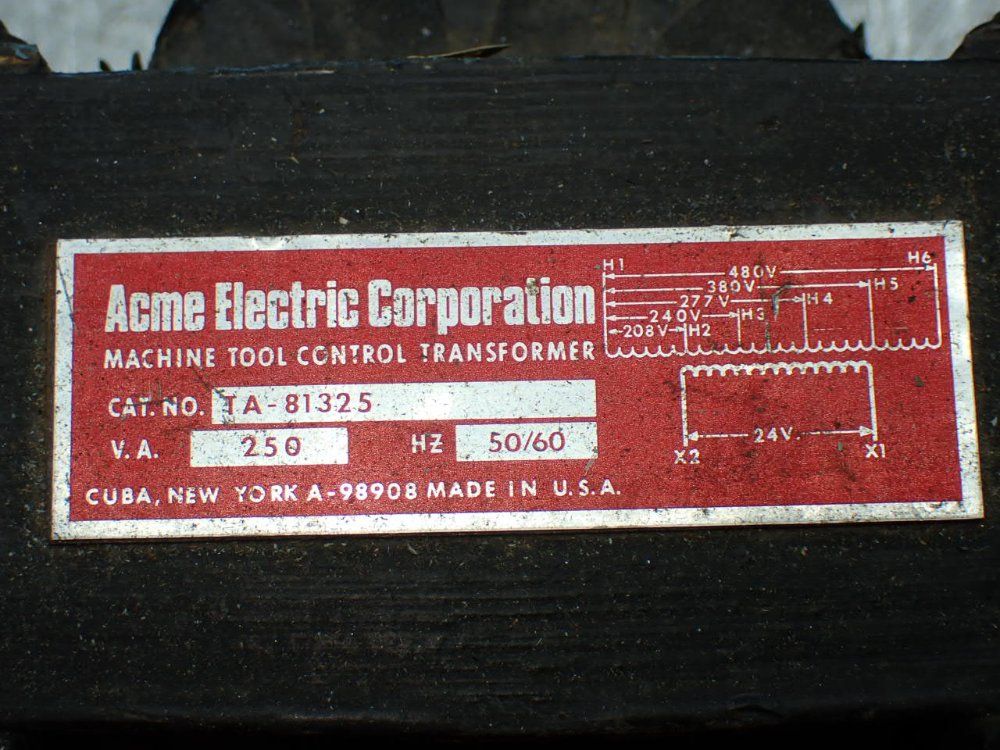 Acme Electric Corporation
MACHINE TOOL CONTROL TRANSFORMER
CAT. NO. TA-81325
V.A. 250 HZ 50/60
CUBA, NEW YORK A-98908 MADE IN U.S.A.
H1 H6
480V
380V H5
277V H4
240V H3
208V H2
24V.
X2 X1